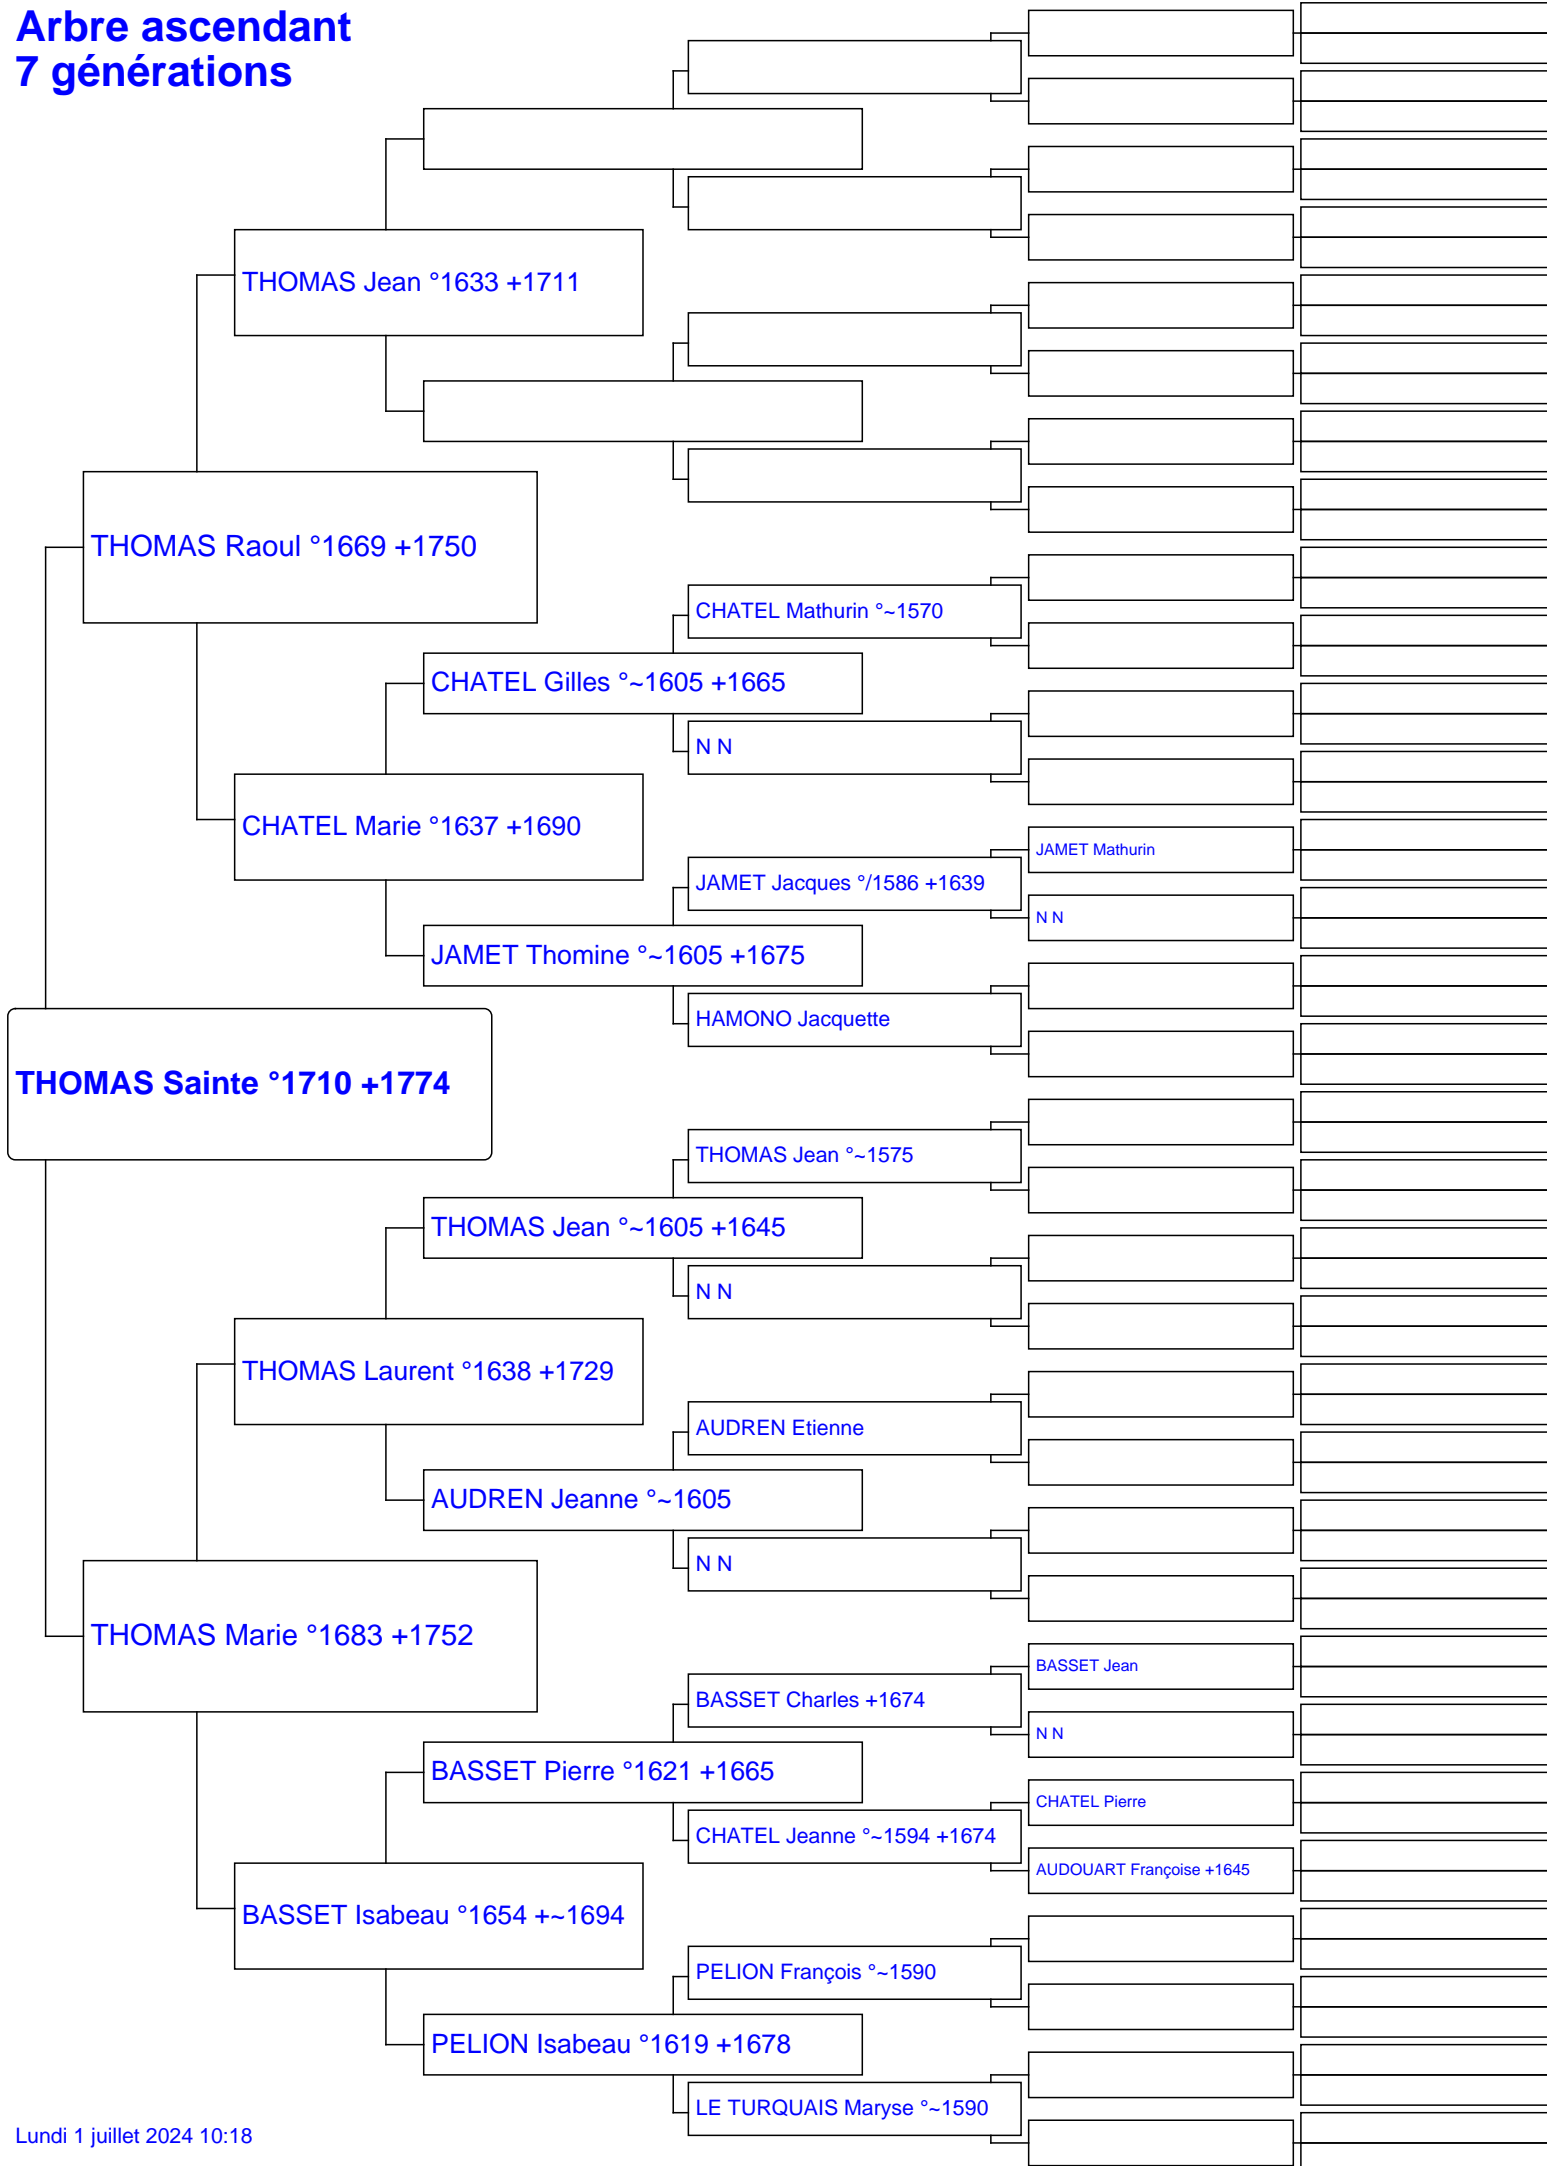 Arbre ascendant
7 générations
THOMAS Jean °1633 +1711
THOMAS Raoul °1669 +1750
CHATEL Mathurin °~1570
CHATEL Gilles °~1605 +1665
N N
CHATEL Marie °1637 +1690
JAMET Mathurin
JAMET Jacques °/1586 +1639
N N
JAMET Thomine °~1605 +1675
HAMONO Jacquette
THOMAS Sainte °1710 +1774
THOMAS Jean °~1575
THOMAS Jean °~1605 +1645
N N
THOMAS Laurent °1638 +1729
AUDREN Etienne
AUDREN Jeanne °~1605
N N
THOMAS Marie °1683 +1752
BASSET Jean
BASSET Charles +1674
N N
BASSET Pierre °1621 +1665
CHATEL Pierre
CHATEL Jeanne °~1594 +1674
AUDOUART Françoise +1645
BASSET Isabeau °1654 +~1694
PELION François °~1590
PELION Isabeau °1619 +1678
LE TURQUAIS Maryse °~1590
Lundi 1 juillet 2024 10:18